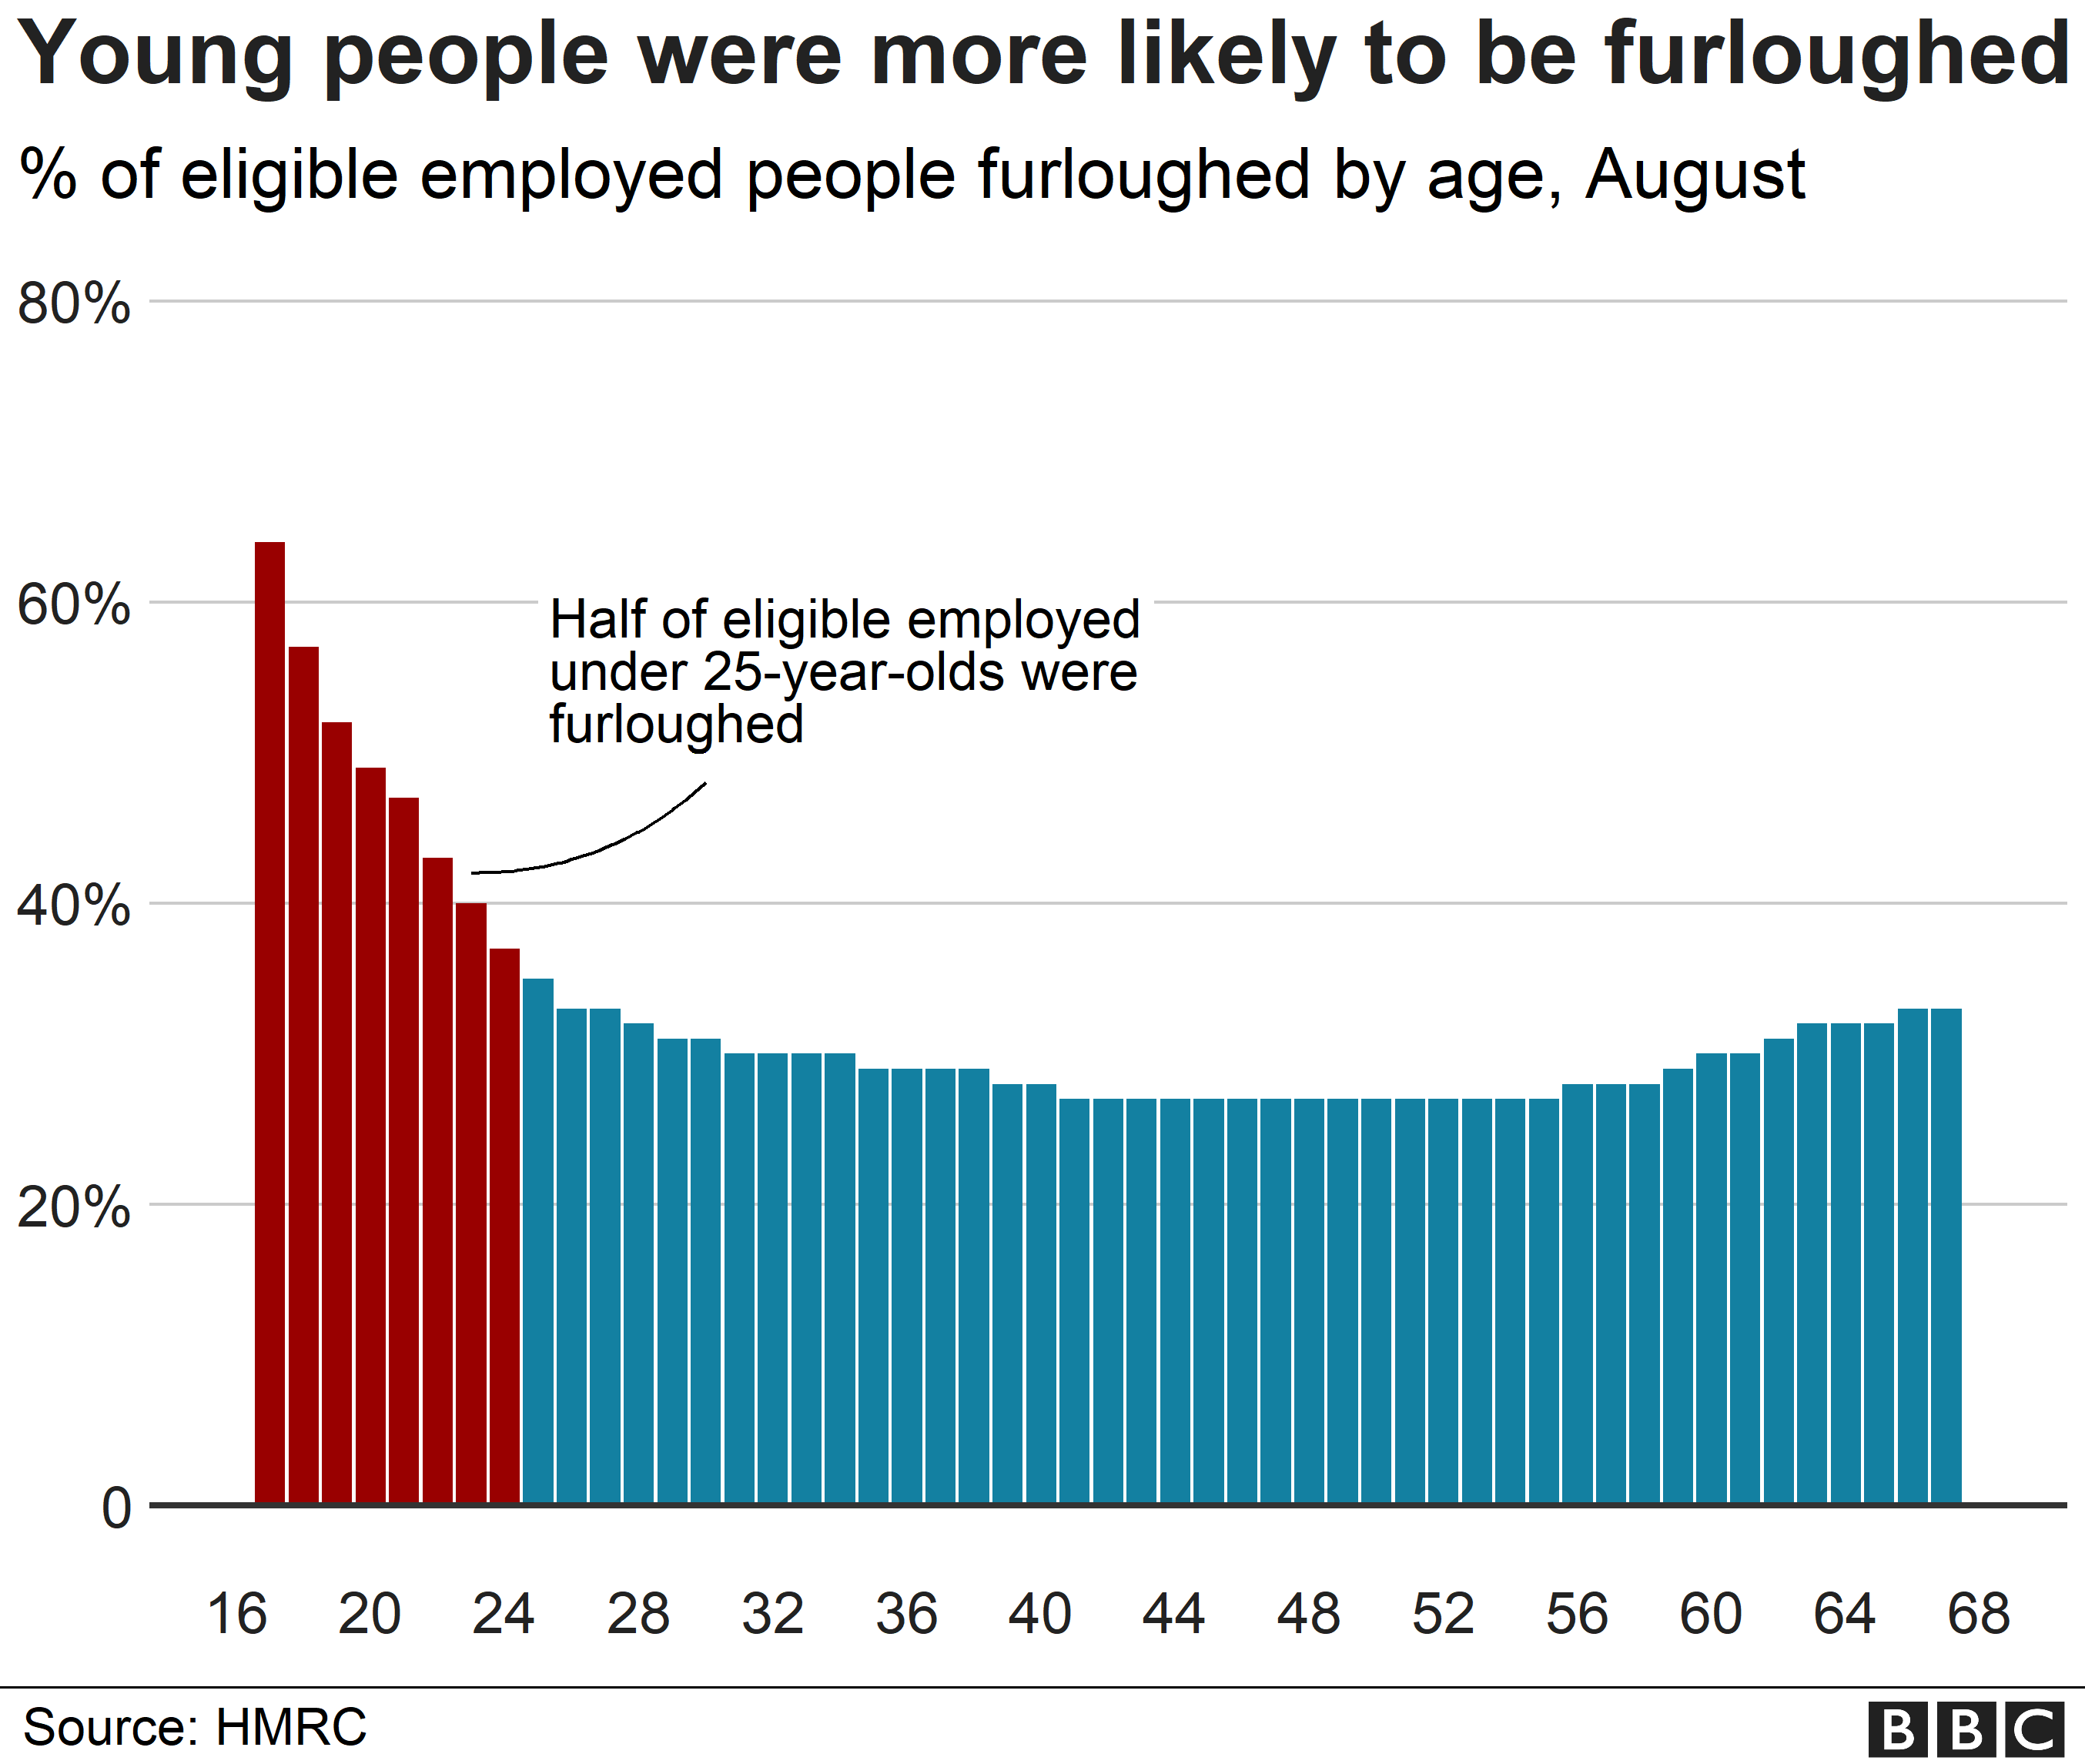 Young people were more likely to be furloughed
% of eligible employed people furloughed by age, August
80%
60%
Half of eligible employed
under 25-year-olds were
furloughed
40%
20%
0
16 20 24 28 32 36 40 44 48 52 56 60 64 68
Source: HMRC
BBC